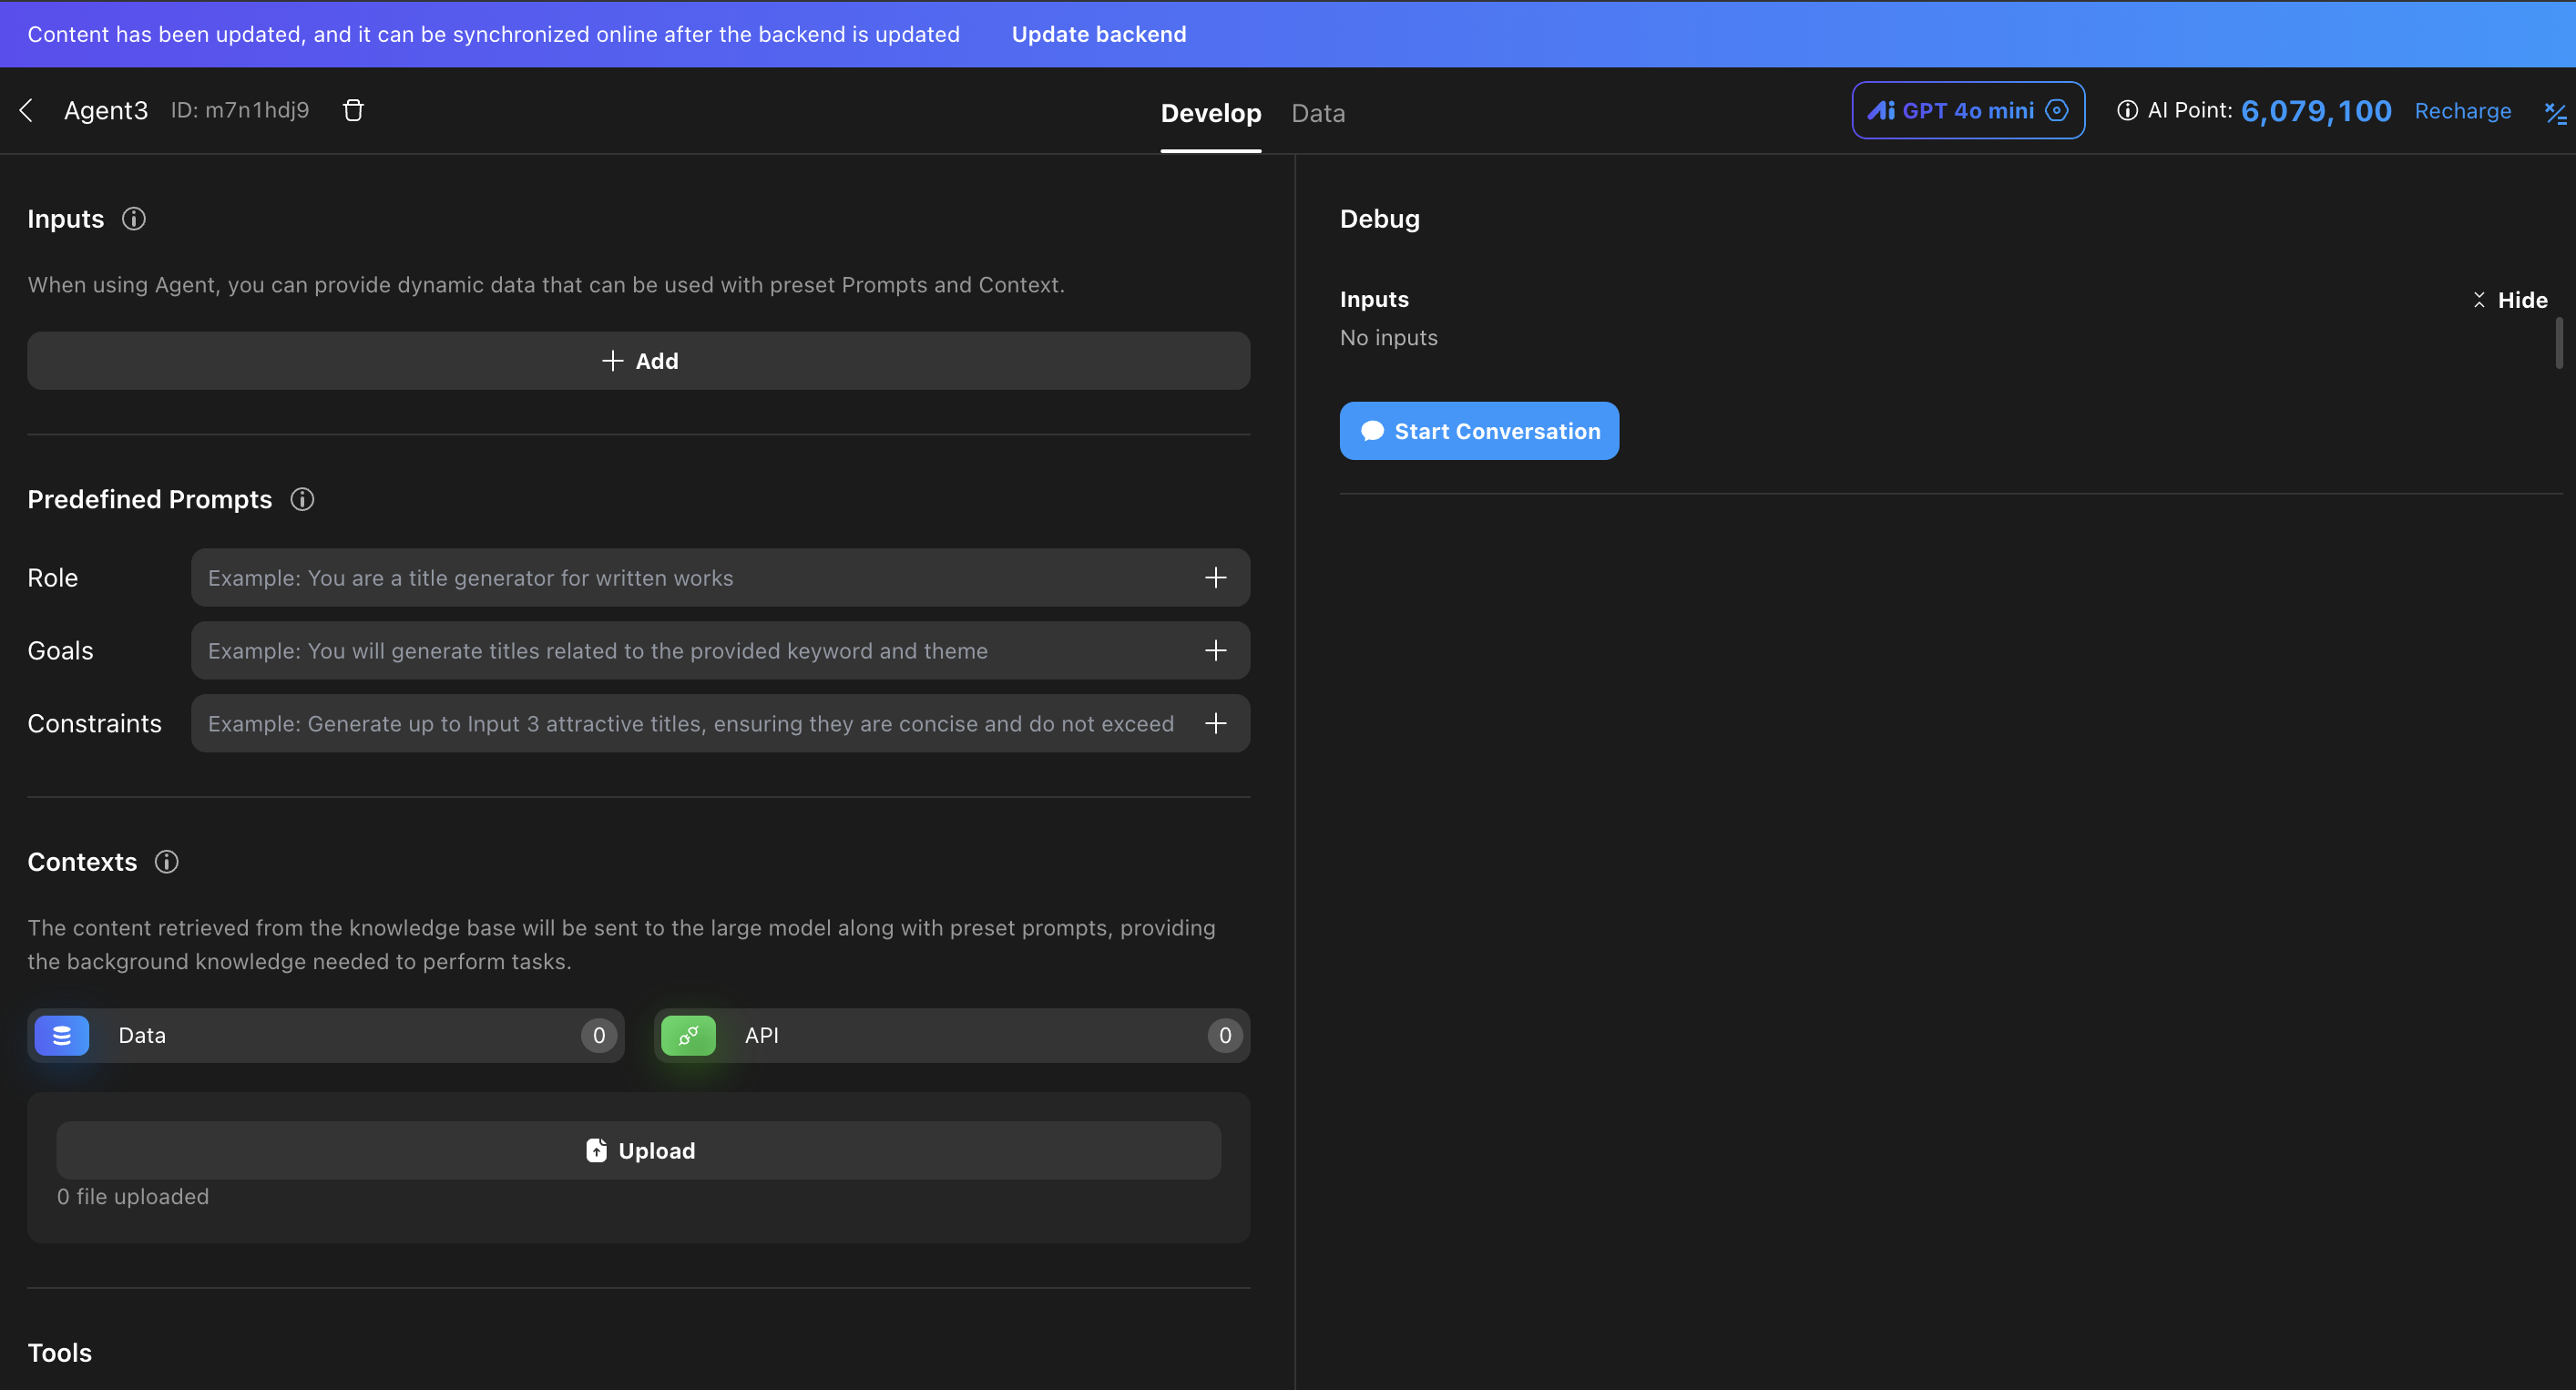 Content has been updated, and it can be synchronized online after the backend is updated Update backend
Agent3 ID: m7n1hdj9 Develop Data Ai GPT 4o mini AI Point: 6,079,100 Recharge
Inputs
When using Agent, you can provide dynamic data that can be used with preset Prompts and Context.
Add
Predefined Prompts
Role Example: You are a title generator for written works
Goals Example: You will generate titles related to the provided keyword and theme
Constraints Example: Generate up to Input 3 attractive titles, ensuring they are concise and do not exceed
Contexts
The content retrieved from the knowledge base will be sent to the large model along with preset prompts, providing
the background knowledge needed to perform tasks.
Data 0 API 0
Upload
0 file uploaded
Tools
Debug
Inputs Hide
No inputs
Start Conversation